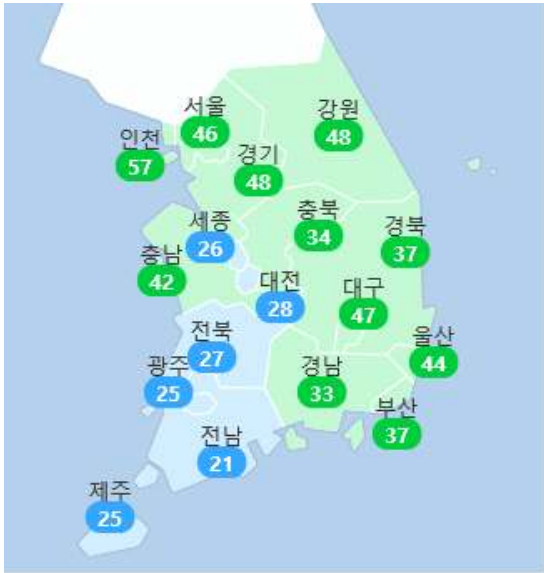 서울
46
강원
48
인천
57
경기
48
충북
34
세종
26
경북
37
충남
42
대전
28
대구
47
전북
27
울산
44
광주
25
경남
33
부산
37
전남
21
제주
25